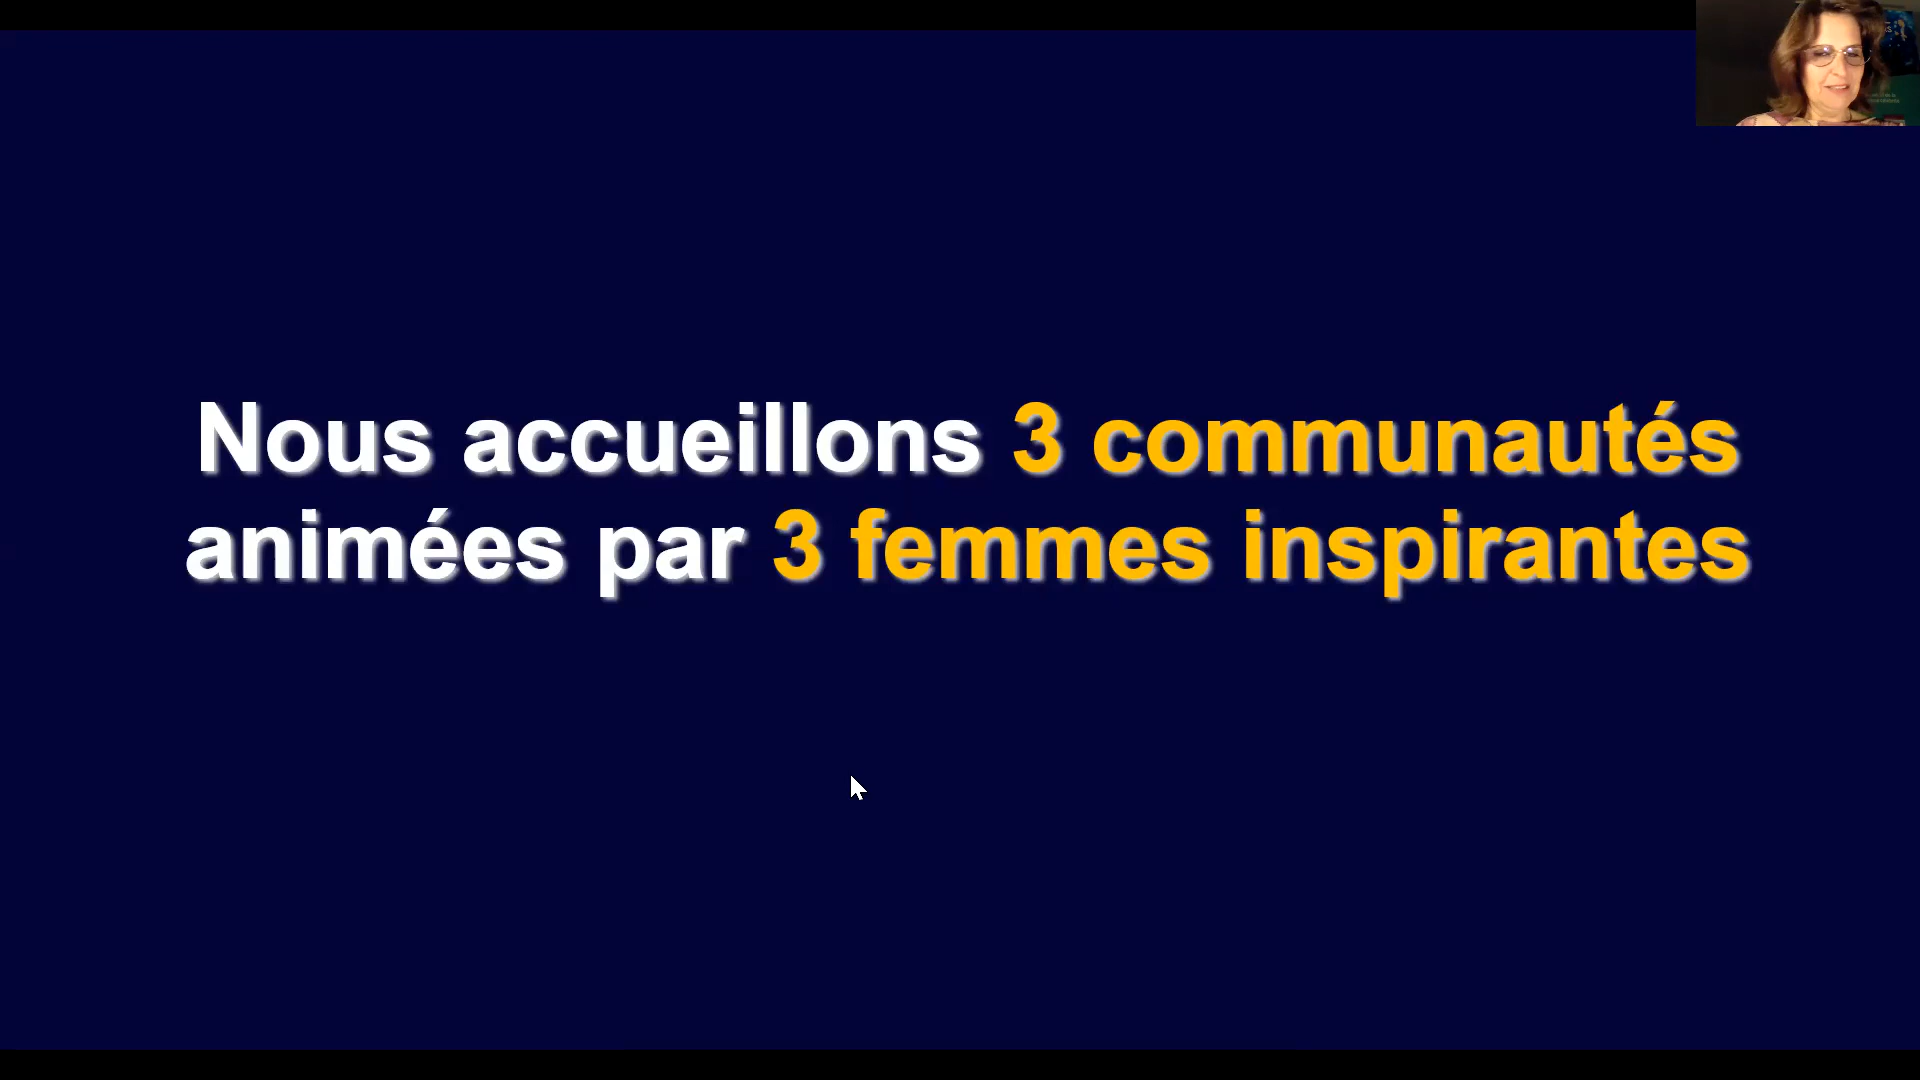 Nous accueillons 3 communautés
animées par 3 femmes inspirantes